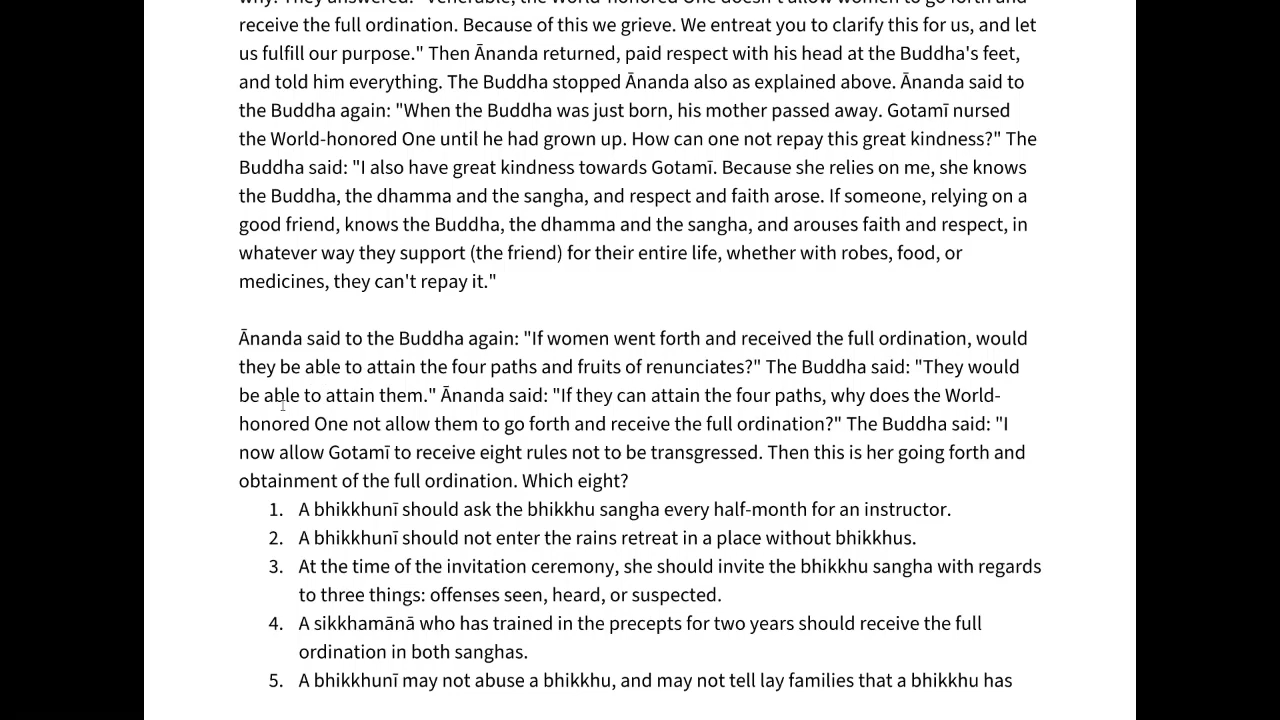 why? They answered: "Venerable, the World-honored One doesn't allow women to go forth and
receive the full ordination. Because of this we grieve. We entreat you to clarify this for us, and let
us fulfill our purpose." Then Ānanda returned, paid respect with his head at the Buddha's feet,
and told him everything. The Buddha stopped Ānanda also as explained above. Ānanda said to
the Buddha again: "When the Buddha was just born, his mother passed away. Gotamī nursed
the World-honored One until he had grown up. How can one not repay this great kindness?" The
Buddha said: "I also have great kindness towards Gotamī. Because she relies on me, she knows
the Buddha, the dhamma and the sangha, and respect and faith arose. If someone, relying on a
good friend, knows the Buddha, the dhamma and the sangha, and arouses faith and respect, in
whatever way they support (the friend) for their entire life, whether with robes, food, or
medicines, they can't repay it."
Ānanda said to the Buddha again: "If women went forth and received the full ordination, would
they be able to attain the four paths and fruits of renunciates?" The Buddha said: "They would
be able to attain them." Ānanda said: "If they can attain the four paths, why does the World-
honored One not allow them to go forth and receive the full ordination?" The Buddha said: "I
now allow Gotamī to receive eight rules not to be transgressed. Then this is her going forth and
obtainment of the full ordination. Which eight?
1. A bhikkhunī should ask the bhikkhu sangha every half-month for an instructor.
2. A bhikkhunī should not enter the rains retreat in a place without bhikkhus.
3. At the time of the invitation ceremony, she should invite the bhikkhu sangha with regards
to three things: offenses seen, heard, or suspected.
4. A sikkhamānā who has trained in the precepts for two years should receive the full
ordination in both sanghas.
5. A bhikkhunī may not abuse a bhikkhu, and may not tell lay families that a bhikkhu has